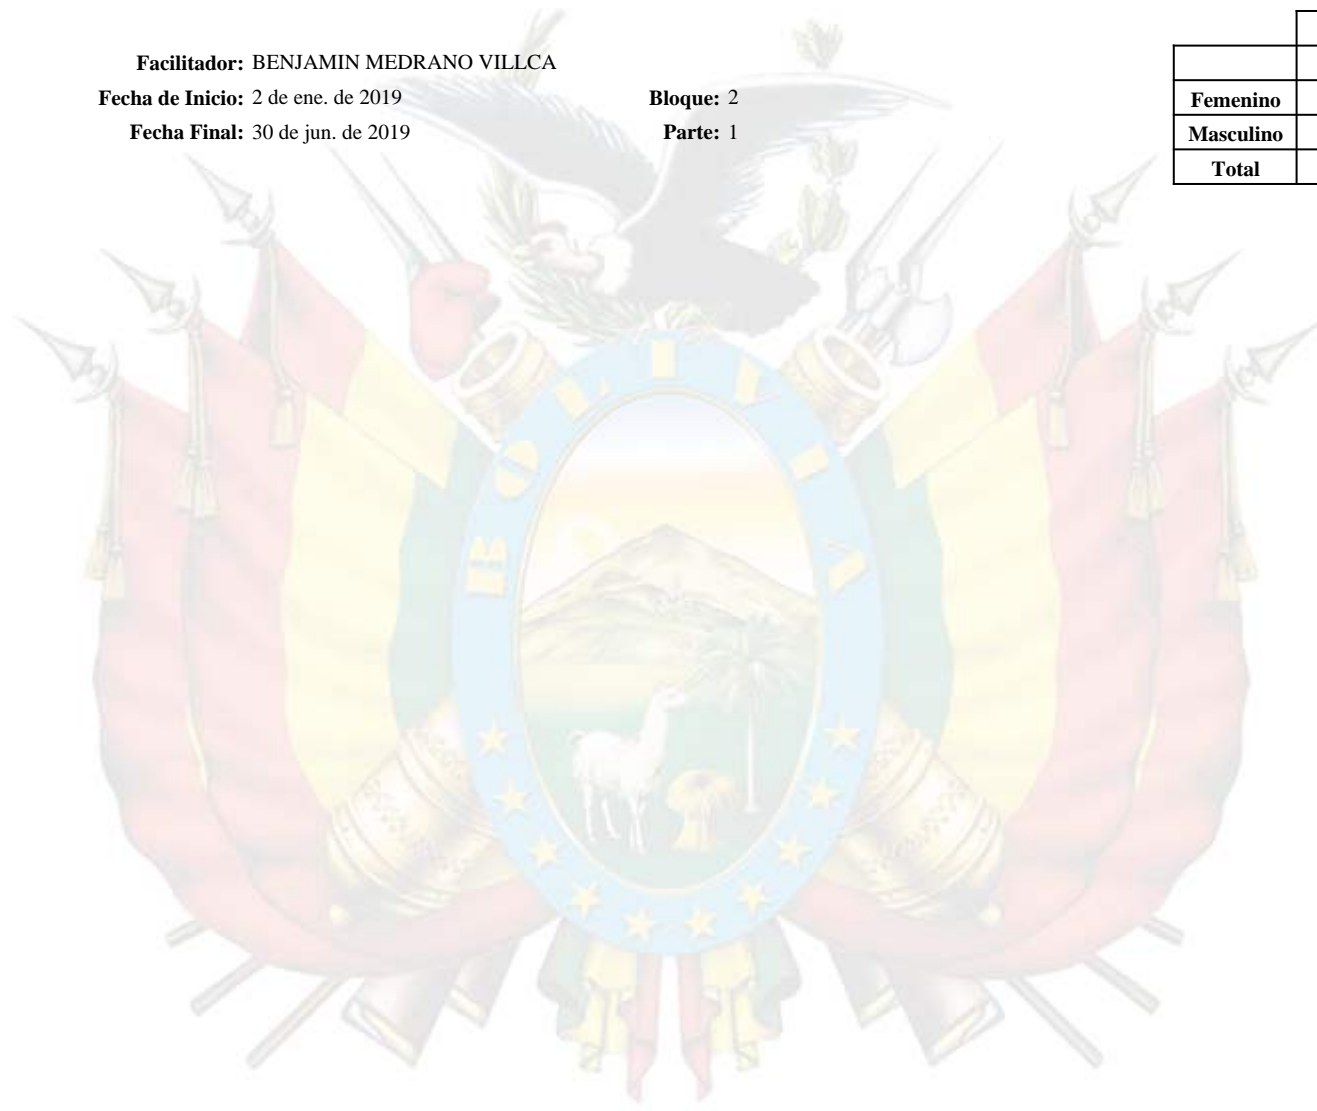 Facilitador: BENJAMIN MEDRANO VILLCA
Fecha de Inicio: 2 de ene. de 2019
Bloque: 2
Fecha Final: 30 de jun. de 2019
Parte: 1
Femenino
Masculino
Total
BOLIVIA